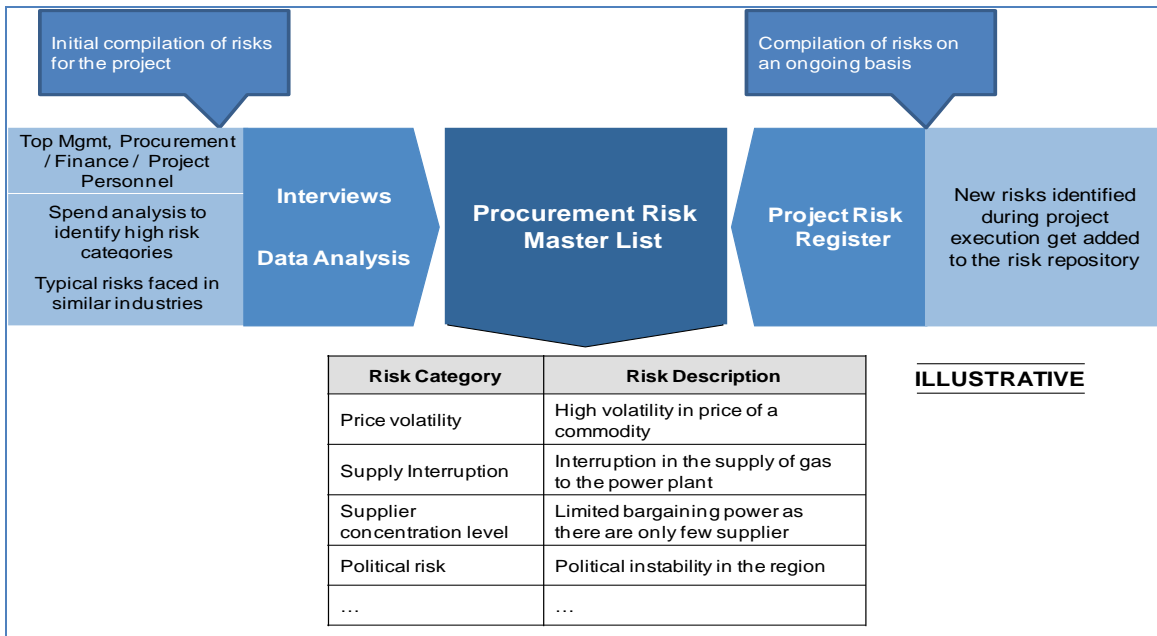 Initial compilation of risks
for the project
Compilation of risks on
an ongoing basis
Top Mgmt, Procurement
/ Finance / Project
Personnel
Spend analysis to
identify high risk
categories
Typical risks faced in
similar industries
Interviews
Data Analysis
Procurement Risk
Master List
Project Risk
Register
New risks identified
during project
execution get added
to the risk repository
Risk Category
Risk Description
ILLUSTRATIVE
Price volatility
High volatility in price of a
commodity
Supply Interruption
Interruption in the supply of gas
to the power plant
Supplier
concentration level
Limited bargaining power as
there are only few supplier
Political risk
Political instability in the region
…
…